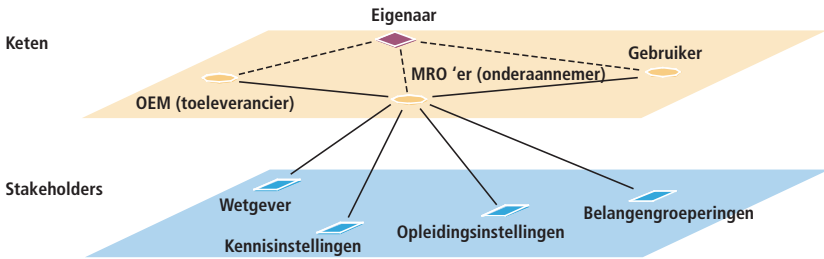 Eigenaar
Keten
Gebruiker
MRO ‘er (onderaannemer)
OEM (toeleverancier)
Stakeholders
Wetgever
Belangengroeperingen
Opleidingsinstellingen
Kennisinstellingen